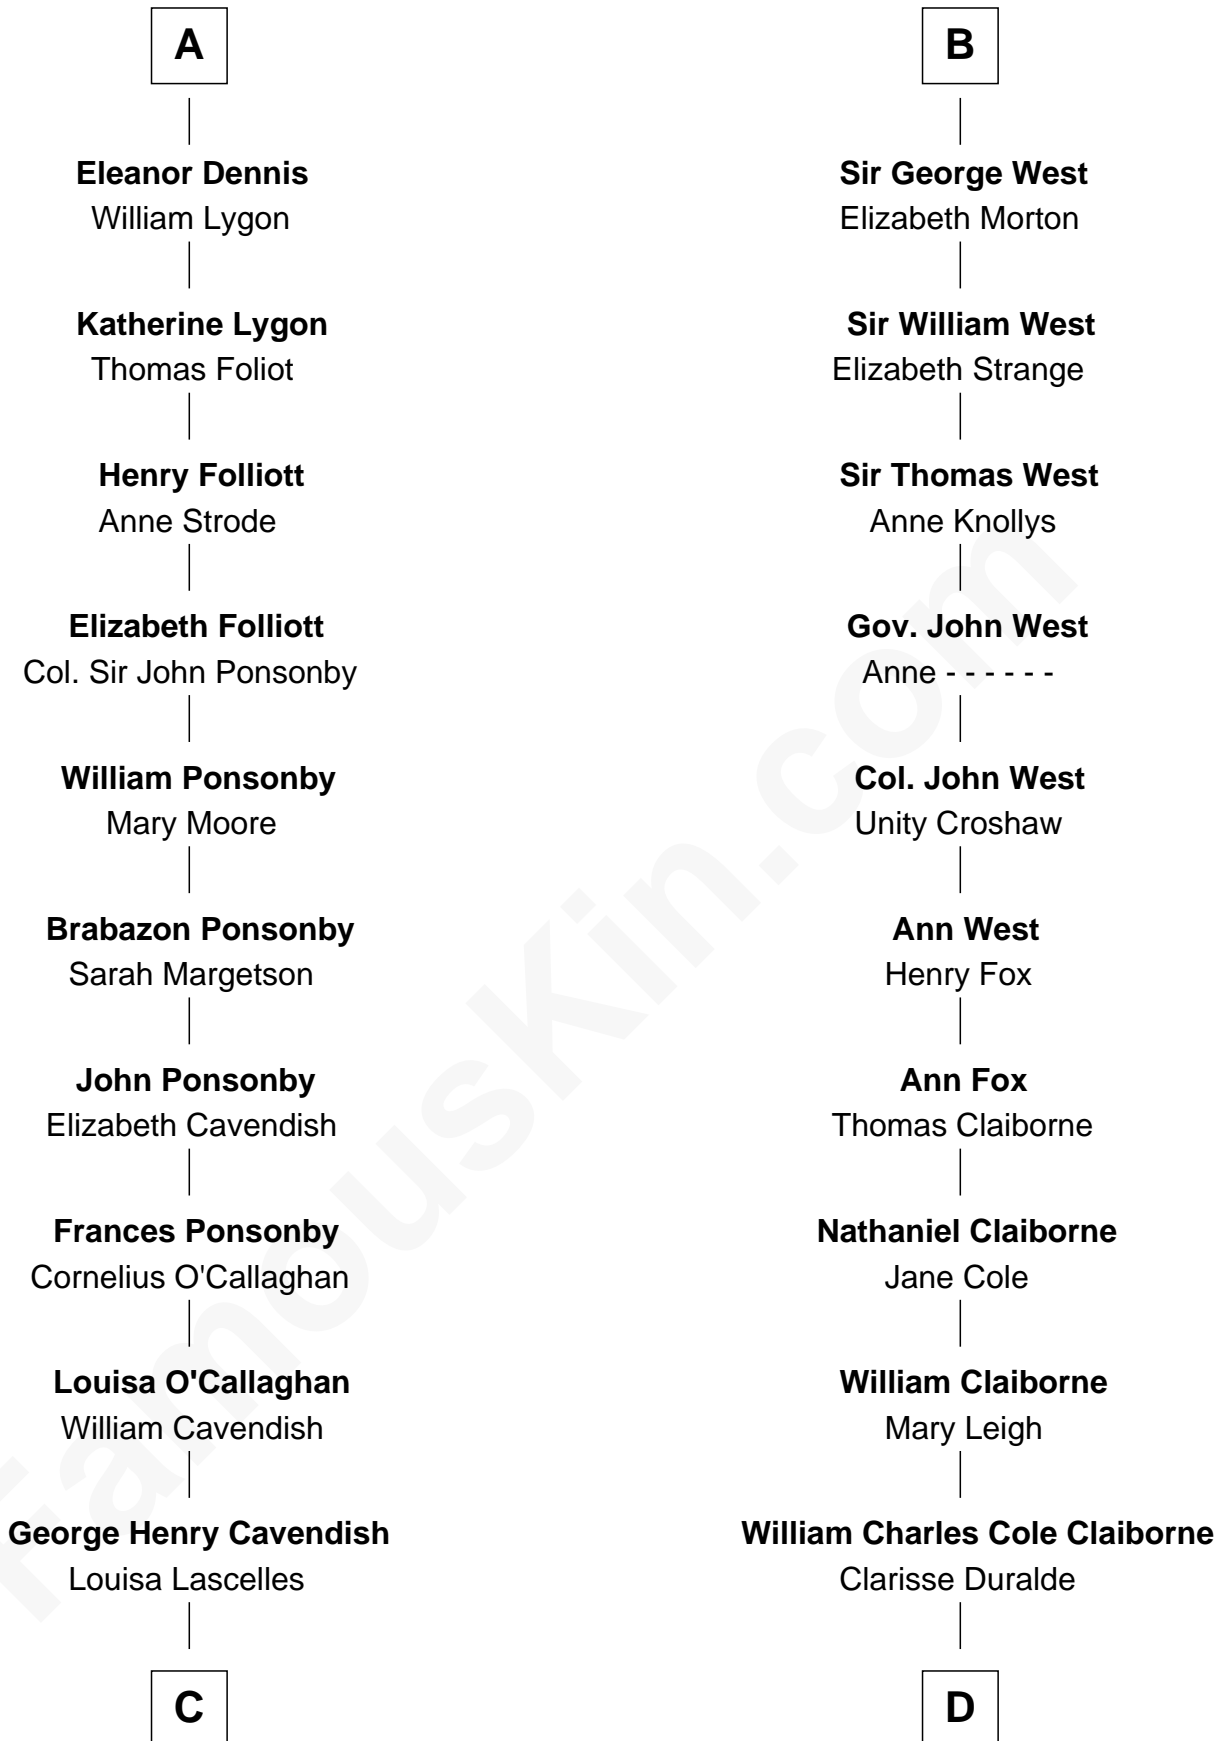 A
Eleanor Dennis
William Lygon
Katherine Lygon
Thomas Foliot
Henry Folliott
Anne Strode
Elizabeth Folliott
Col. Sir John Ponsonby
William Ponsonby
Mary Moore
Brabazon Ponsonby
Sarah Margetson
John Ponsonby
Elizabeth Cavendish
Frances Ponsonby
Cornelius O'Callaghan
Louisa O'Callaghan
William Cavendish
George Henry Cavendish
Louisa Lascelles
C
B
Sir George West
Elizabeth Morton
Sir William West
Elizabeth Strange
Sir Thomas West
Anne Knollys
Gov. John West
Anne - - - - - -
Col. John West
Unity Croshaw
Ann West
Henry Fox
Ann Fox
Thomas Claiborne
Nathaniel Claiborne
Jane Cole
William Claiborne
Mary Leigh
William Charles Cole Claiborne
Clarisse Duralde
D
FamousKin.com